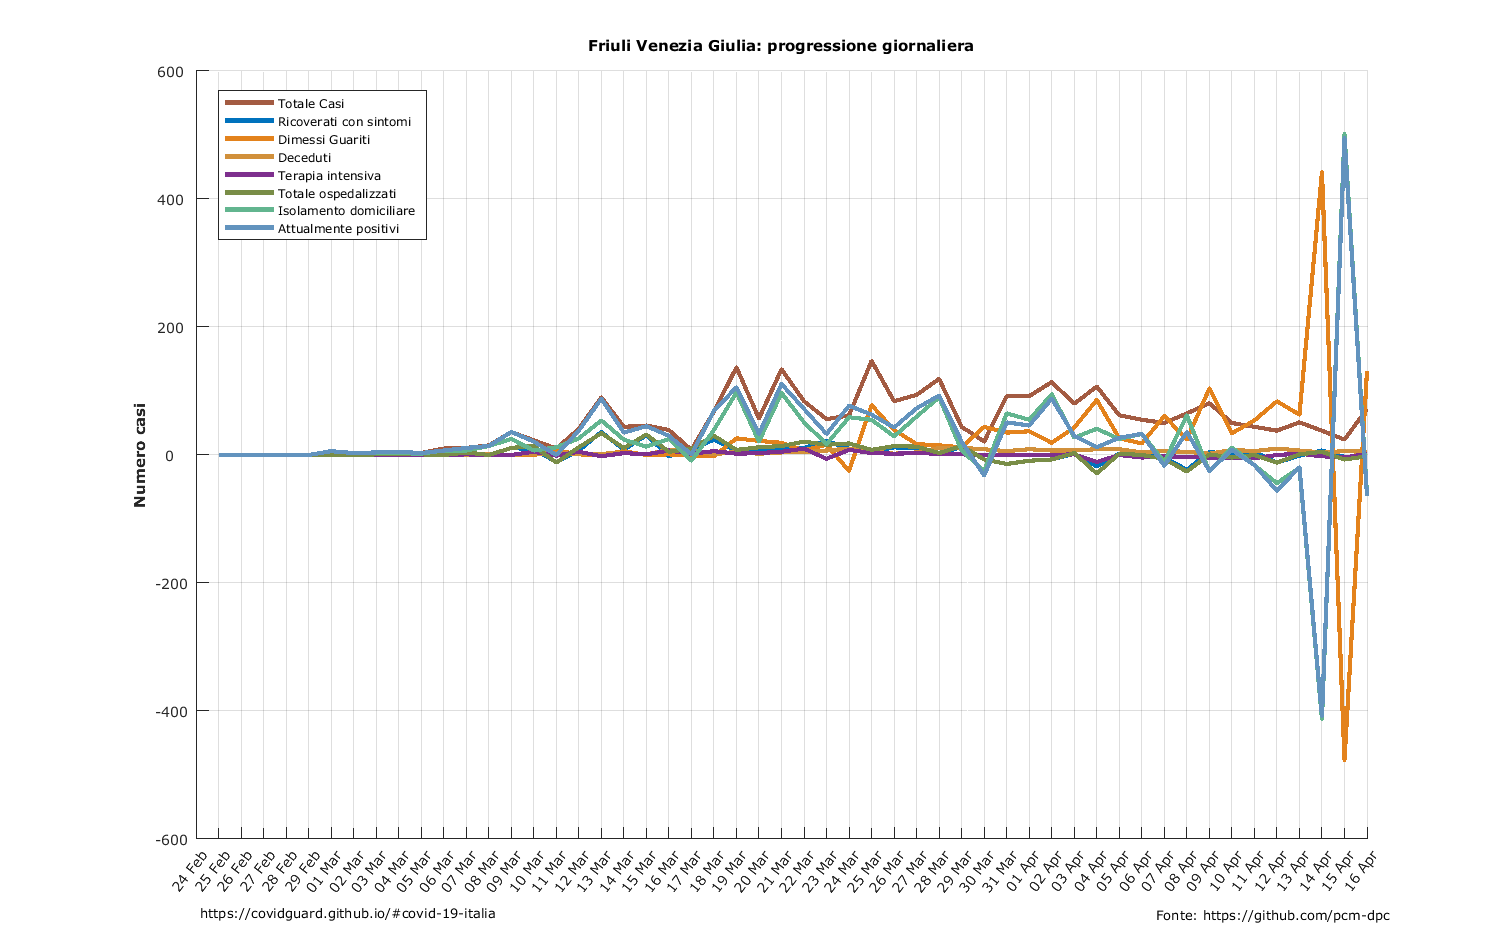 Friuli Venezia Giulia: progressione giornaliera
600
400
200
0
-200
-400
-600
Numero casi
Totale Casi
Ricoverati con sintomi
Dimessi Guariti
Deceduti
Terapia intensiva
Totale ospedalizzati
Isolamento domiciliare
Attualmente positivi
24 Feb
25 Feb
26 Feb
27 Feb
28 Feb
29 Feb
01 Mar
02 Mar
03 Mar
04 Mar
05 Mar
06 Mar
07 Mar
08 Mar
09 Mar
10 Mar
11 Mar
12 Mar
13 Mar
14 Mar
15 Mar
16 Mar
17 Mar
18 Mar
19 Mar
20 Mar
21 Mar
22 Mar
23 Mar
24 Mar
25 Mar
26 Mar
27 Mar
28 Mar
29 Mar
30 Mar
31 Mar
01 Apr
02 Apr
03 Apr
04 Apr
05 Apr
06 Apr
07 Apr
08 Apr
09 Apr
10 Apr
11 Apr
12 Apr
13 Apr
14 Apr
15 Apr
16 Apr
https://covidguard.github.io/#covid-19-italia
Fonte: https://github.com/pcm-dpc